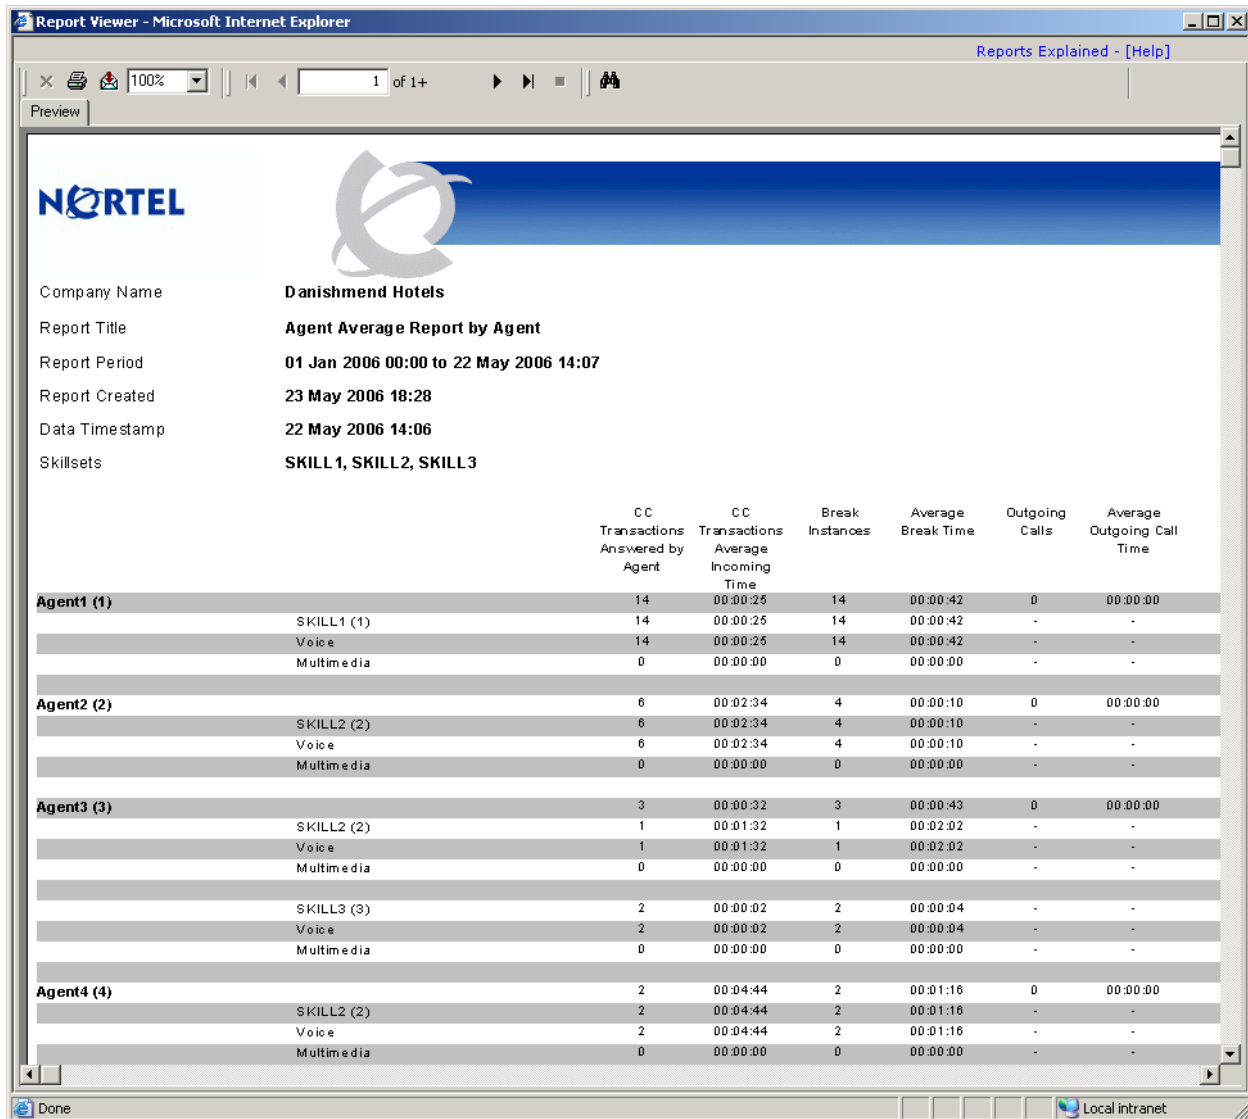 Report Viewer - Microsoft Internet Explorer
Reports Explained - [Help]
100% 1 of 1+
Preview
NORTEL
Company Name Danishmend Hotels
Report Title Agent Average Report by Agent
Report Period 01 Jan 2006 00:00 to 22 May 2006 14:07
Report Created 23 May 2006 18:28
Data Timestamp 22 May 2006 14:06
Skillsets SKILL1, SKILL2, SKILL3
CC CC Break Average Outgoing Average
Transactions Transactions Instances Break Time Calls Outgoing Call
Answered by Average Time
Agent Incoming
Time
Agent1 (1) 14 00:00:25 14 00:00:42 0 00:00:00
SKILL1 (1) 14 00:00:25 14 00:00:42 - -
Voice 14 00:00:25 14 00:00:42 - -
Multimedia 0 00:00:00 0 00:00:00 - -
Agent2 (2) 6 00:02:34 4 00:00:10 0 00:00:00
SKILL2 (2) 6 00:02:34 4 00:00:10 - -
Voice 6 00:02:34 4 00:00:10 - -
Multimedia 0 00:00:00 0 00:00:00 - -
Agent3 (3) 3 00:00:32 3 00:00:43 0 00:00:00
SKILL2 (2) 1 00:01:32 1 00:02:02 - -
Voice 1 00:01:32 1 00:02:02 - -
Multimedia 0 00:00:00 0 00:00:00 - -
SKILL3 (3) 2 00:00:02 2 00:00:04 - -
Voice 2 00:00:02 2 00:00:04 - -
Multimedia 0 00:00:00 0 00:00:00 - -
Agent4 (4) 2 00:04:44 2 00:01:16 0 00:00:00
SKILL2 (2) 2 00:04:44 2 00:01:16 - -
Voice 2 00:04:44 2 00:01:16 - -
Multimedia 0 00:00:00 0 00:00:00 - -
Done Local intranet